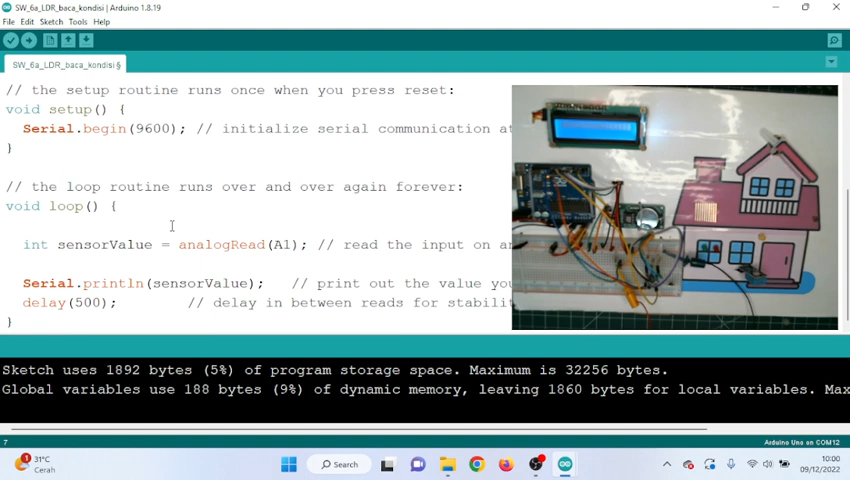 SW_6a_LDR_baca_kondisi § | Arduino 1.8.19
File Edit Sketch Tools Help
SW_6a_LDR_baca_kondisi §
// the setup routine runs once when you press reset:
void setup() {
Serial.begin(9600); // initialize serial communication at
}
// the loop routine runs over and over again forever:
void loop() {
int sensorValue = analogRead(A1); // read the input on an
Serial.println(sensorValue); // print out the value you
delay(500); // delay in between reads for stabilit
}
Sketch uses 1892 bytes (5%) of program storage space. Maximum is 32256 bytes.
Global variables use 188 bytes (9%) of dynamic memory, leaving 1860 bytes for local variables. Max
7
Arduino Uno on COM12
1
31°C
Cerah
Search
10:00
09/12/2022